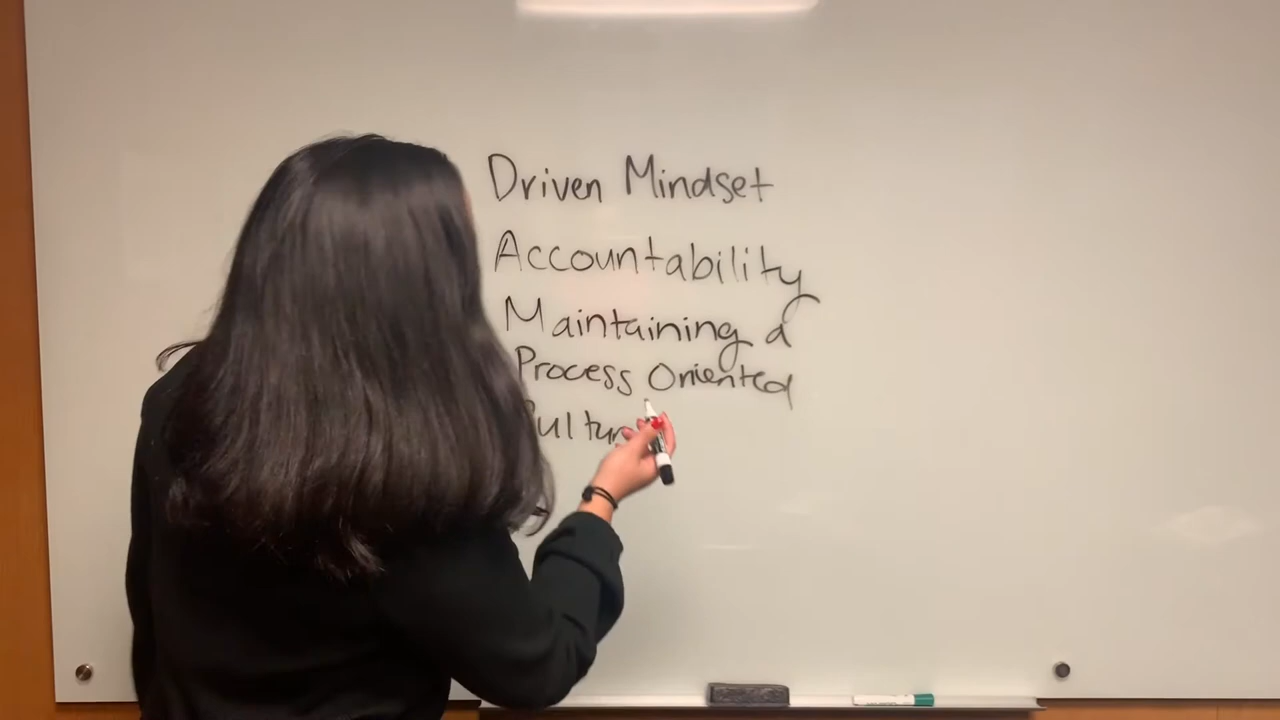 Driven Mindset
Accountability
Maintaining a
Process Oriented